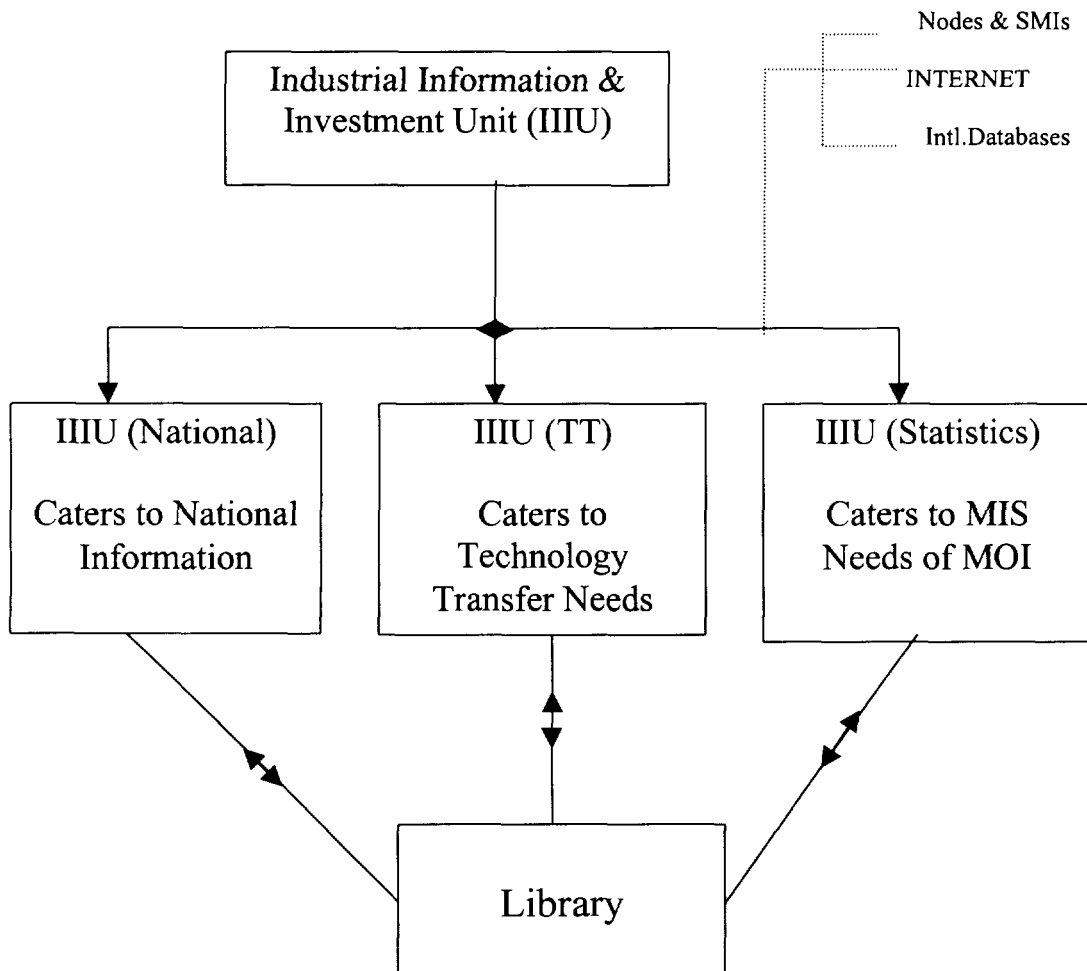 Nodes & SMIs
INTERNET
Intl.Databases
Industrial Information &
Investment Unit (IIIU)
IIIU (National)
Caters to National
Information
IIIU (TT)
Caters to
Technology
Transfer Needs
IIIU (Statistics)
Caters to MIS
Needs of MOI
Library